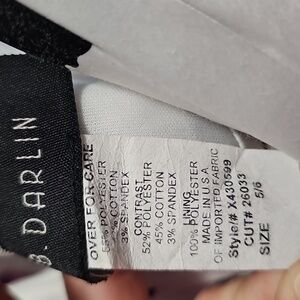 B. DARLIN
OVER FOR CARE
55% POLYESTER
3% SPANDEX
CONTRAST
52% POLYESTER
45% COTTON
3% SPANDEX
LINING
100% POLYESTER
MADE IN U.S.A
OF IMPORTED FABRIC
Style/# X430599
CUT# 26033
SIZE 5/6